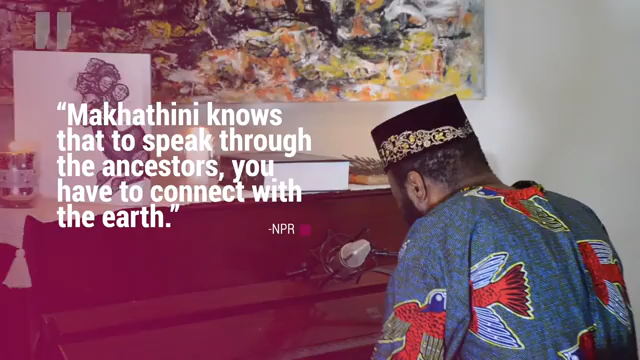 “Makhathini knows
that to speak through
the ancestors, you
have to connect with
the earth.”
-NPR